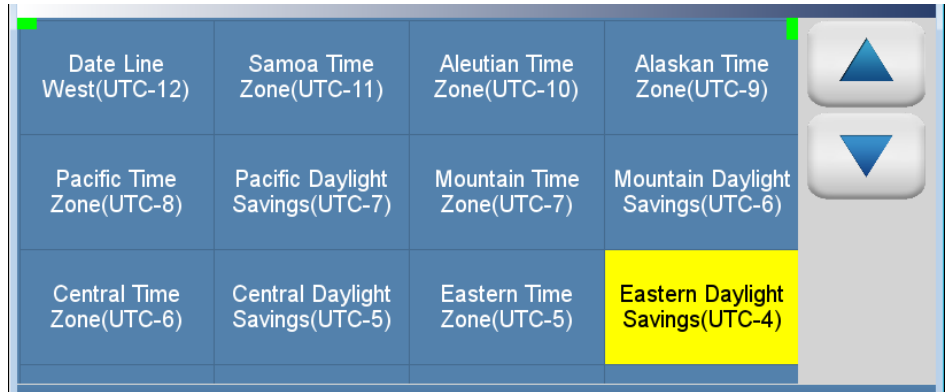 Date Line
West(UTC-12)
Samoa Time
Zone(UTC-11)
Aleutian Time
Zone(UTC-10)
Alaskan Time
Zone(UTC-9)
Pacific Time
Zone(UTC-8)
Pacific Daylight
Savings(UTC-7)
Mountain Time
Zone(UTC-7)
Mountain Daylight
Savings(UTC-6)
Central Time
Zone(UTC-6)
Central Daylight
Savings(UTC-5)
Eastern Time
Zone(UTC-5)
Eastern Daylight
Savings(UTC-4)